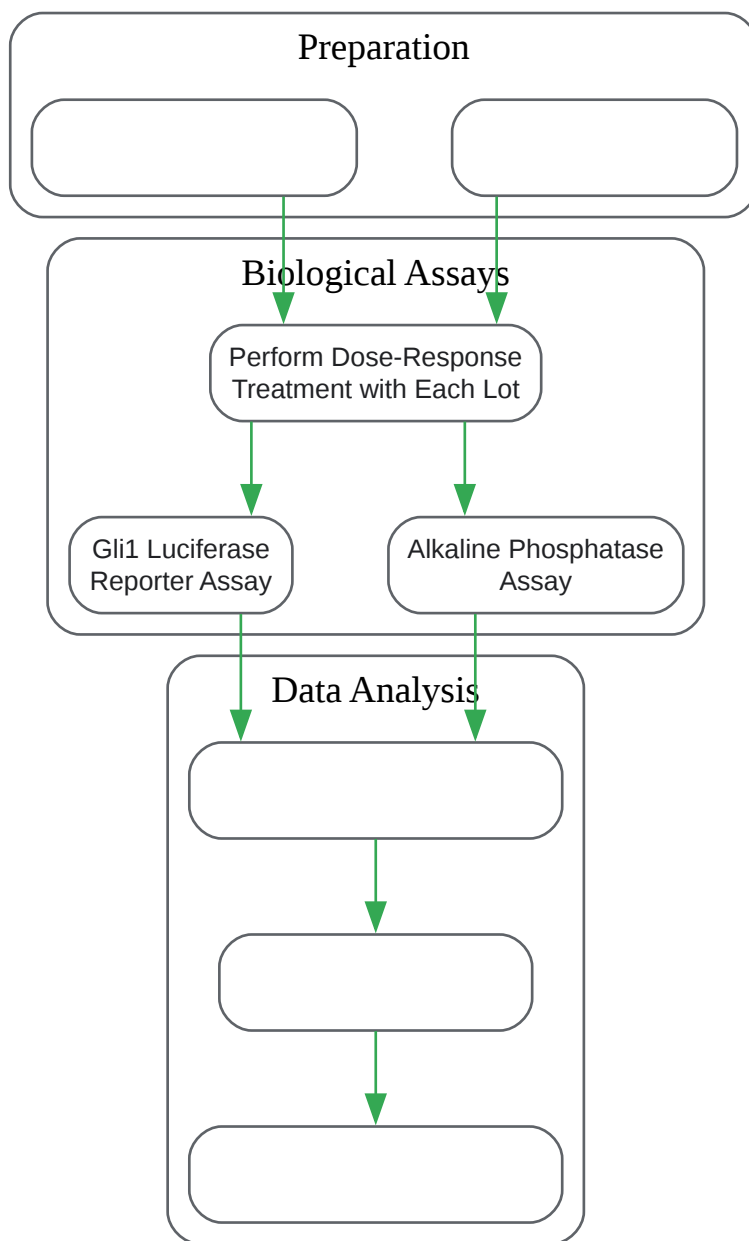 Preparation
Biological Assays
Perform Dose-Response
Treatment with Each Lot
Gli1 Luciferase
Reporter Assay
Alkaline Phosphatase
Assay
Data Analysis